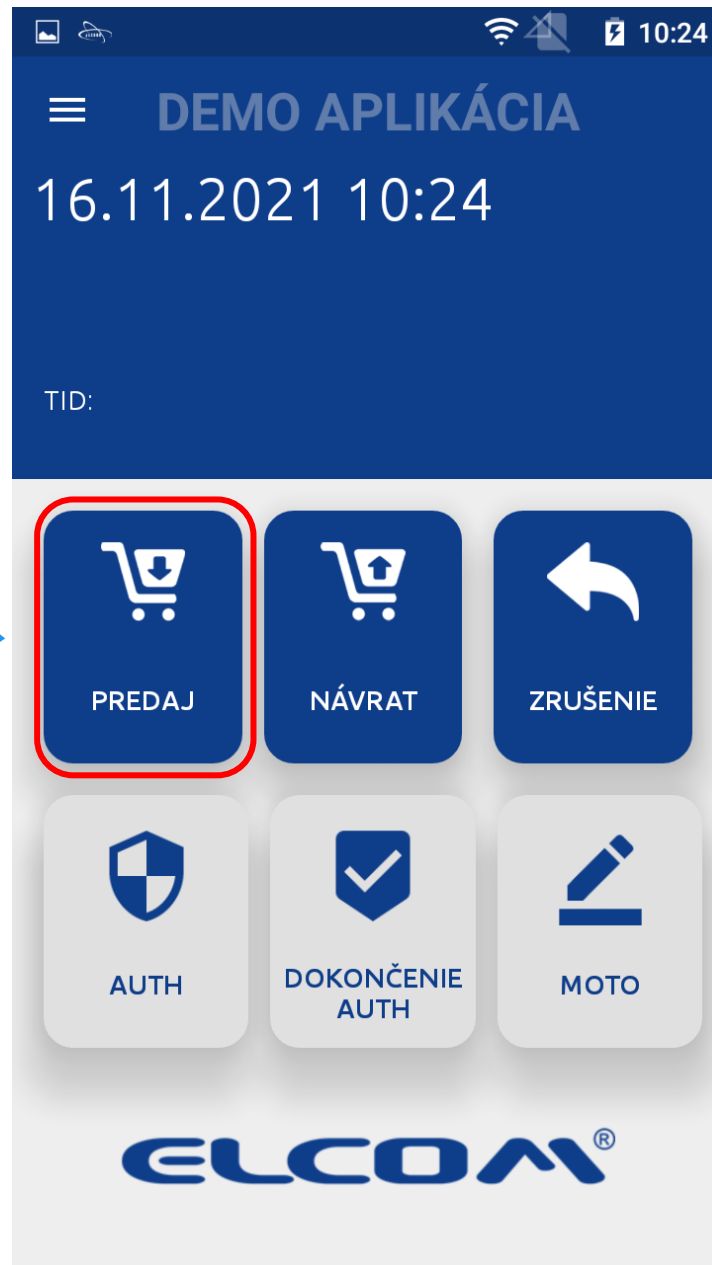 10:24
DEMO APLIKÁCIA
16.11.2021 10:24
TID:
PREDAJ
NÁVRAT
ZRUŠENIE
AUTH
DOKONČENIE
AUTH
MOTO
ELCOM®